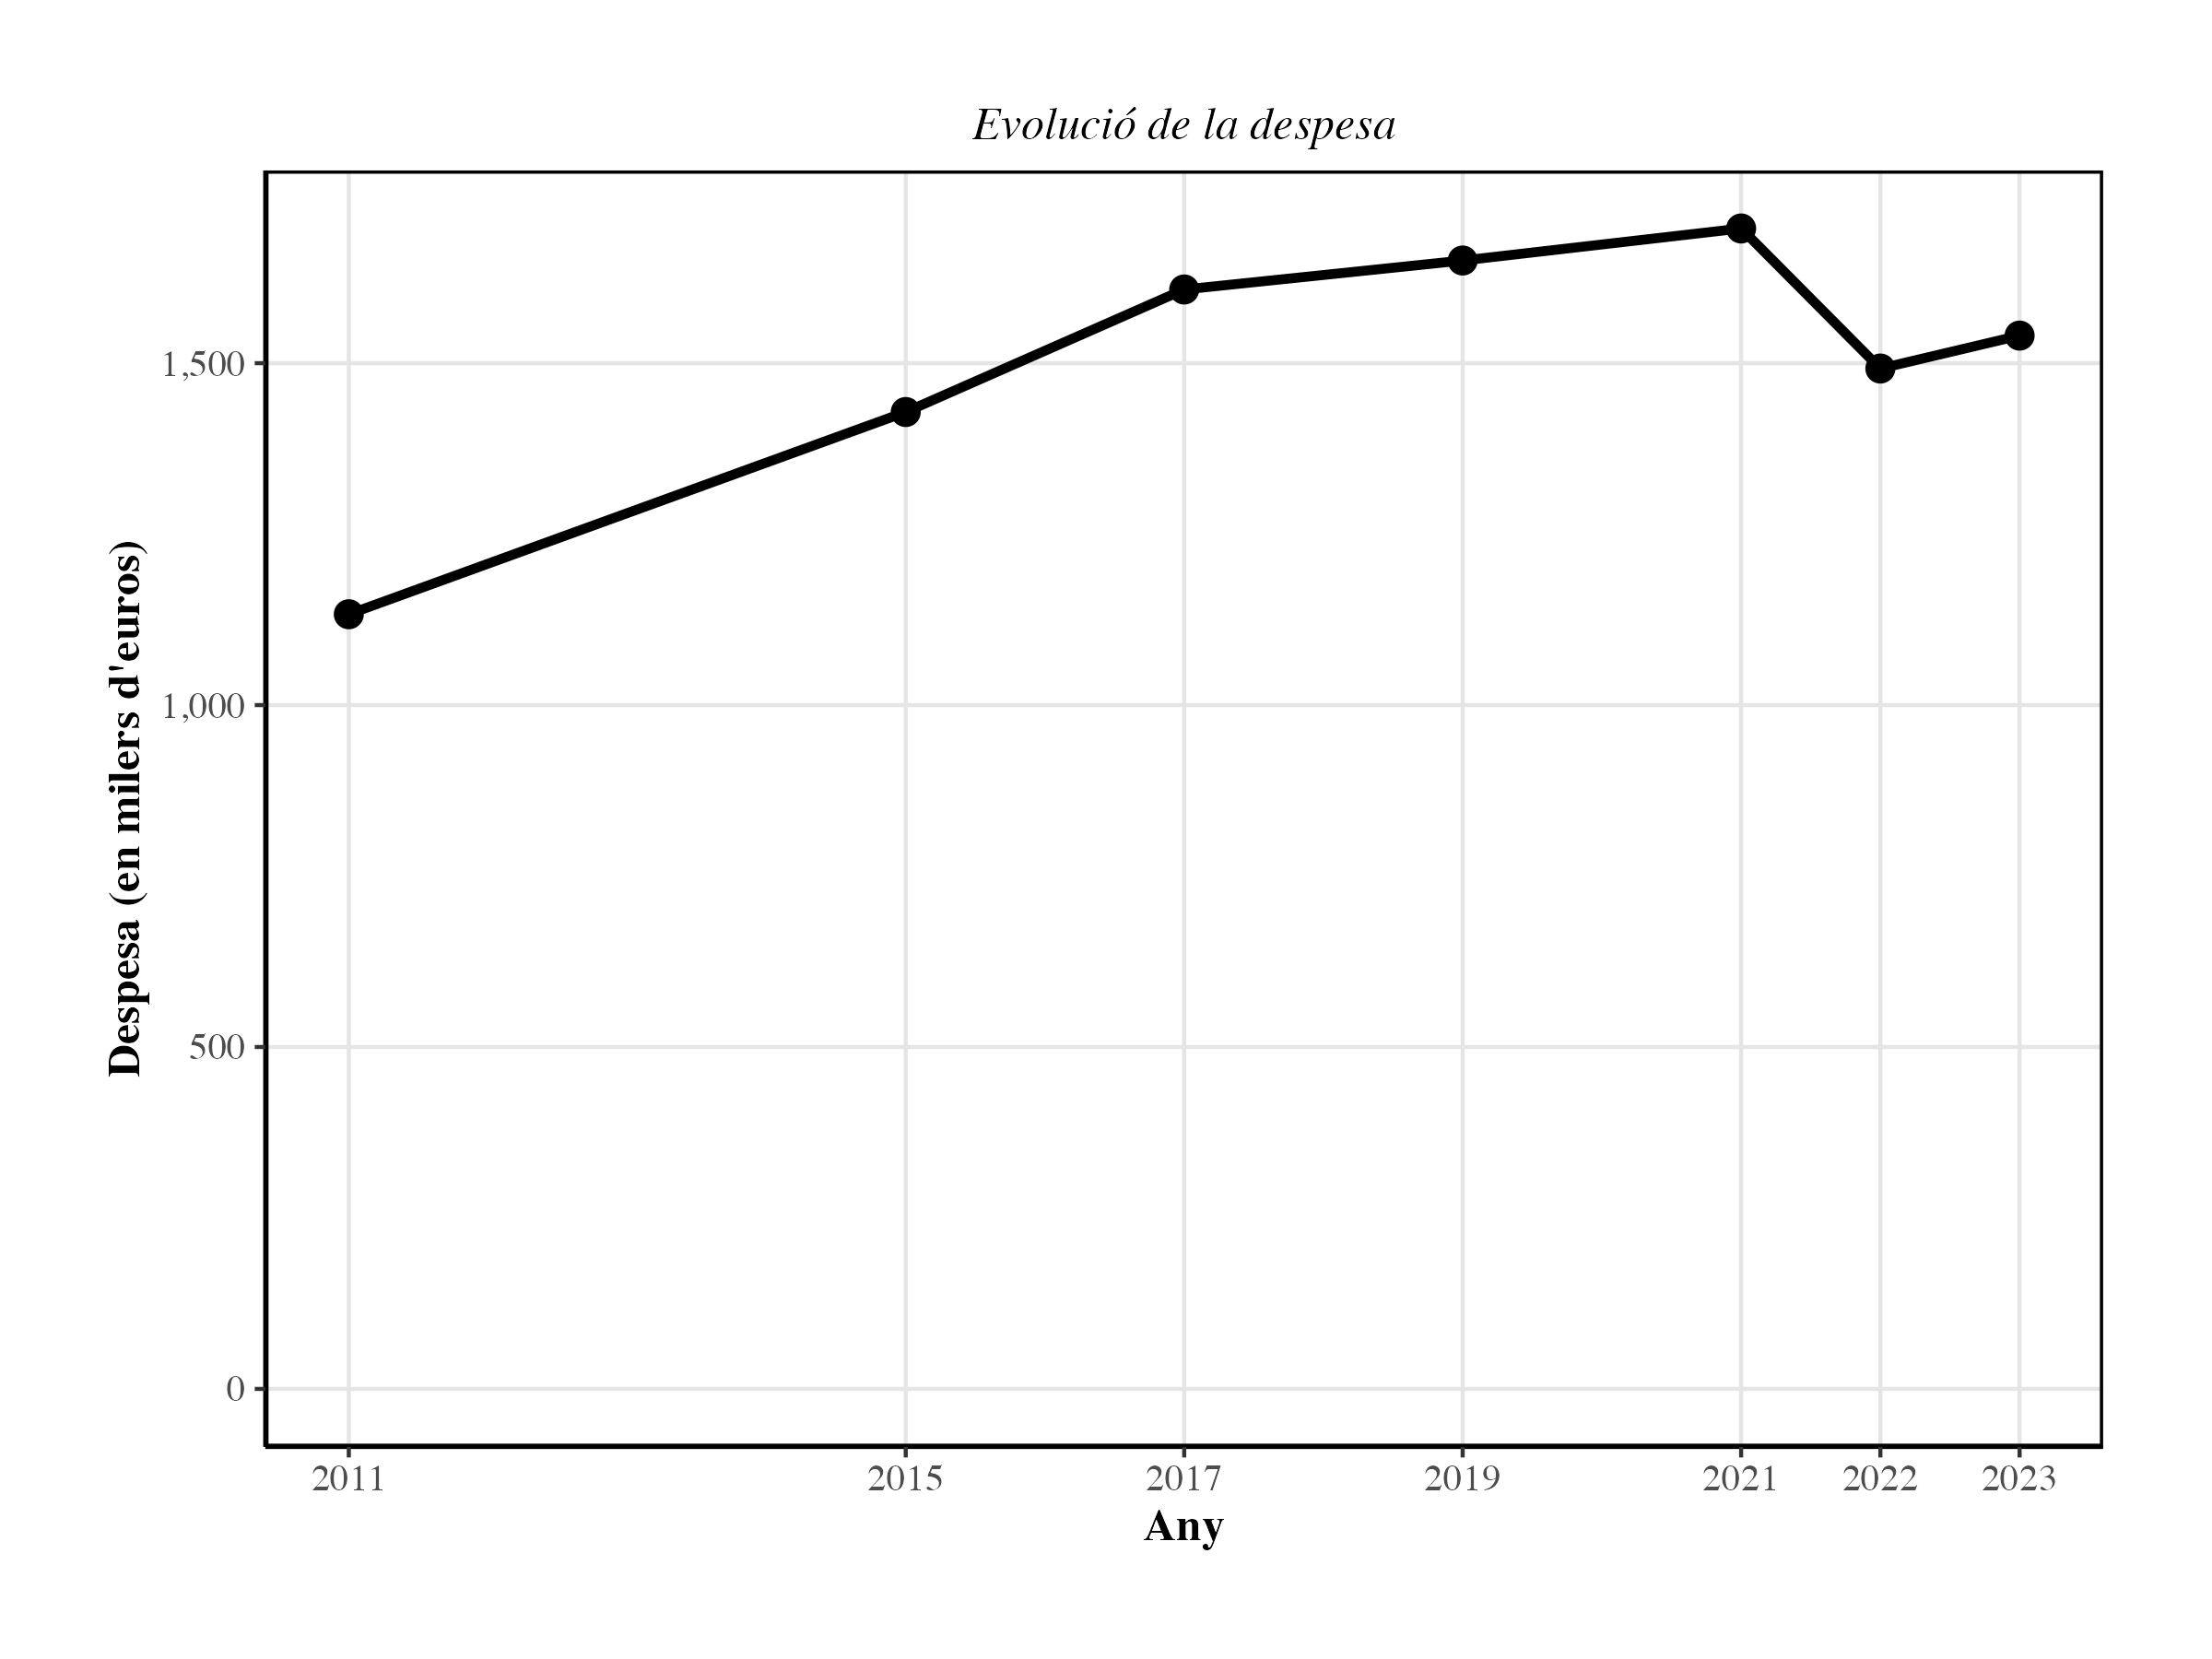 Evolució de la despesa
Despesa (en milers d'euros)
1,500
1,000
500
0
2011 2015 2017 2019 2021 2022 2023
Any